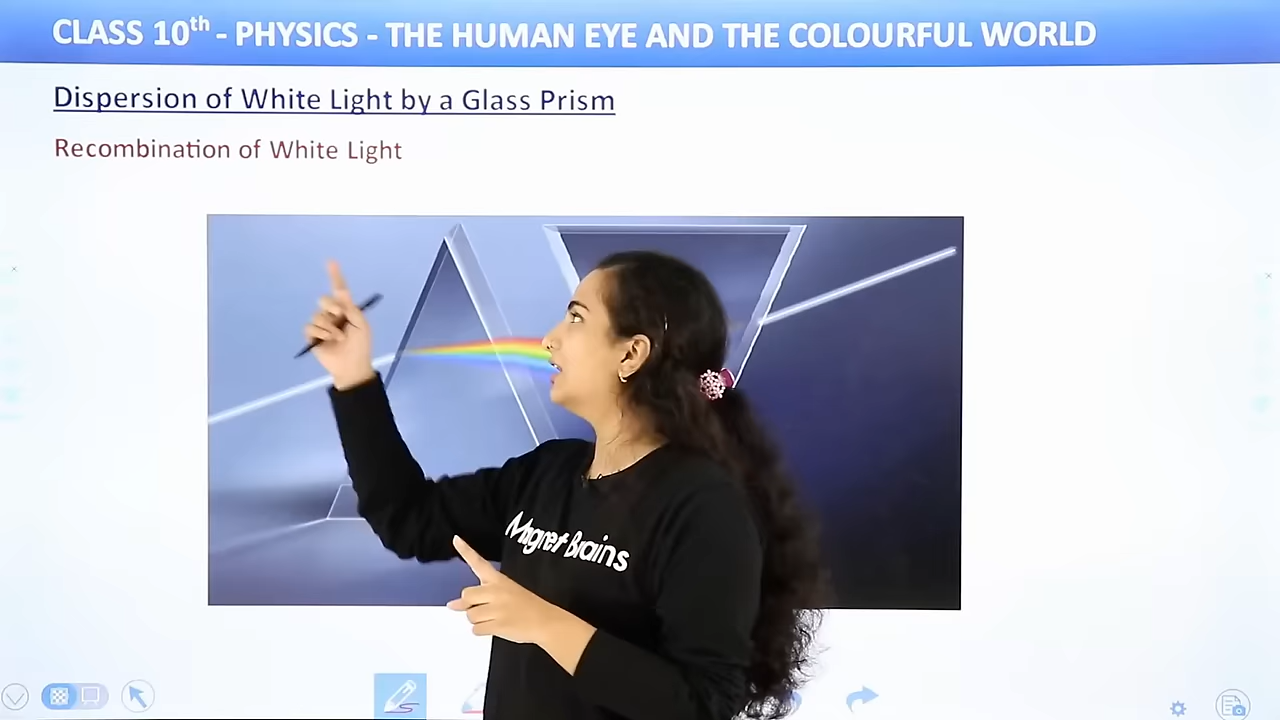 CLASS 10th - PHYSICS - THE HUMAN EYE AND THE COLOURFUL WORLD
Dispersion of White Light by a Glass Prism
Recombination of White Light
Magnet Brains